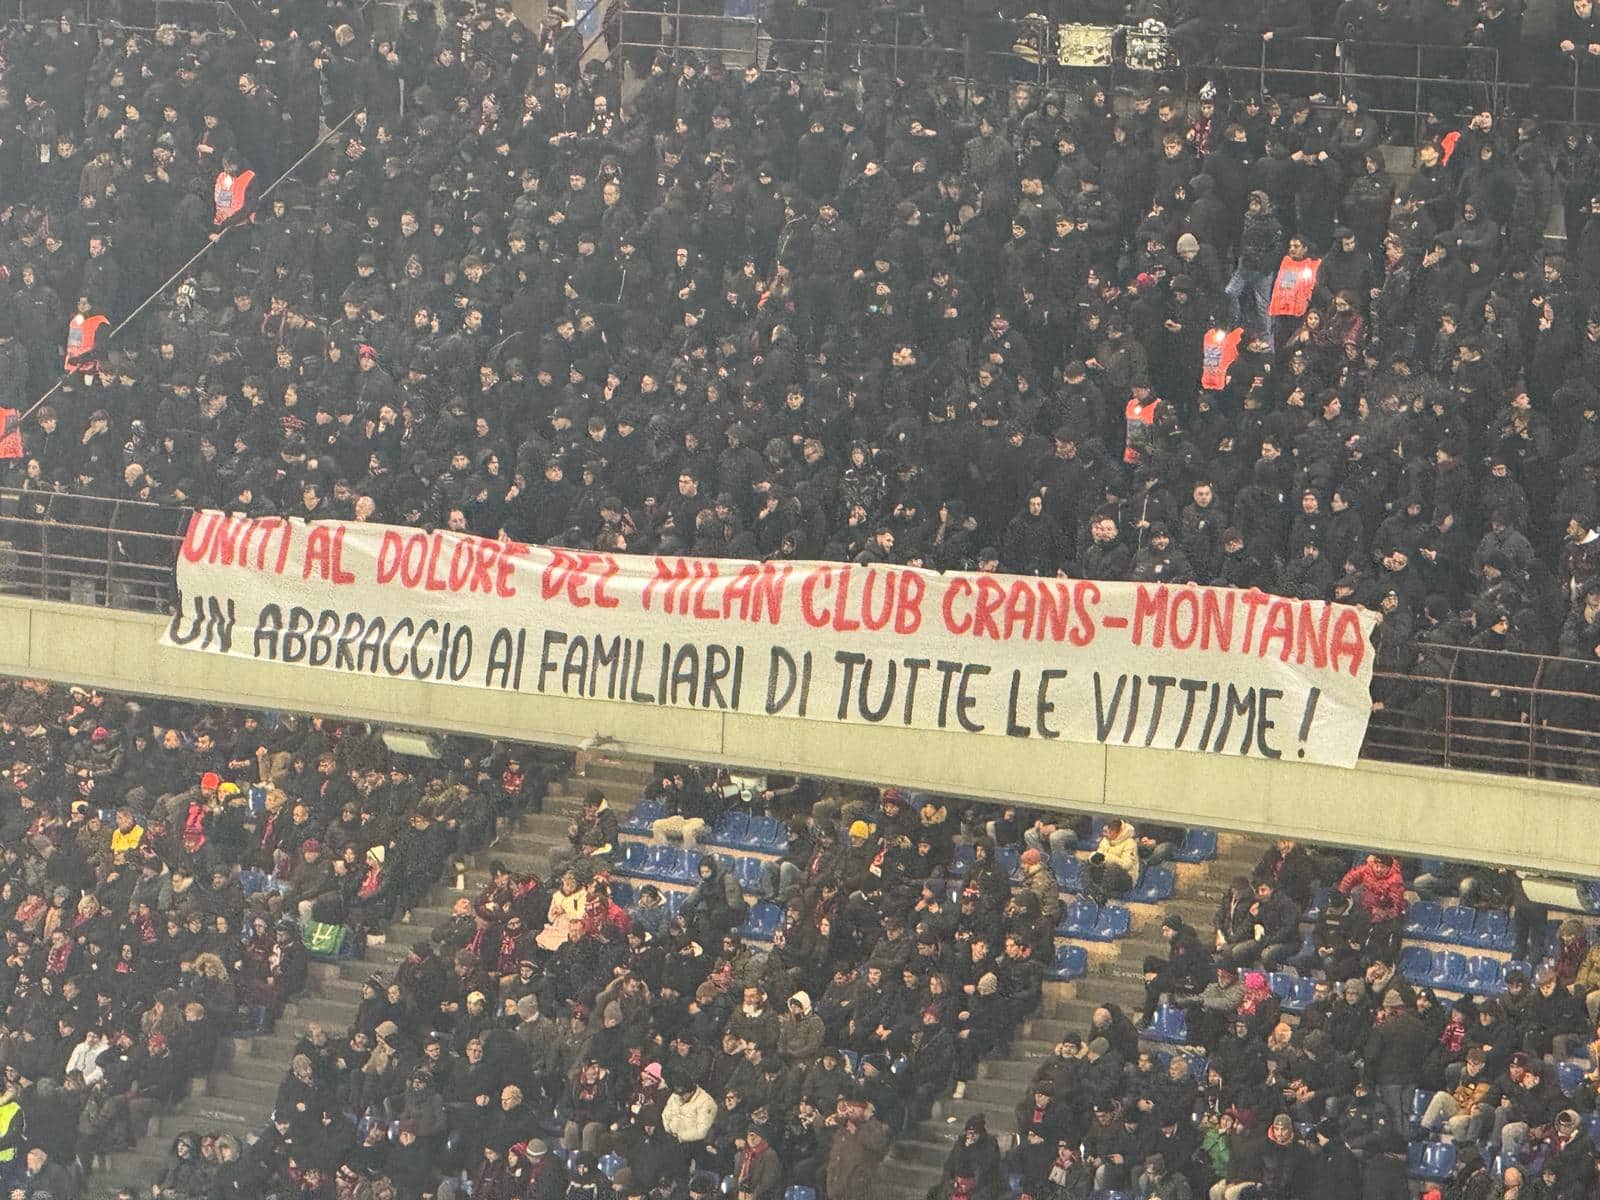 UNITI AL DOLORE DEL MILAN CLUB CRANS-MONTANA
UN ABBRACCIO AI FAMILIARI DI TUTTE LE VITTIME!